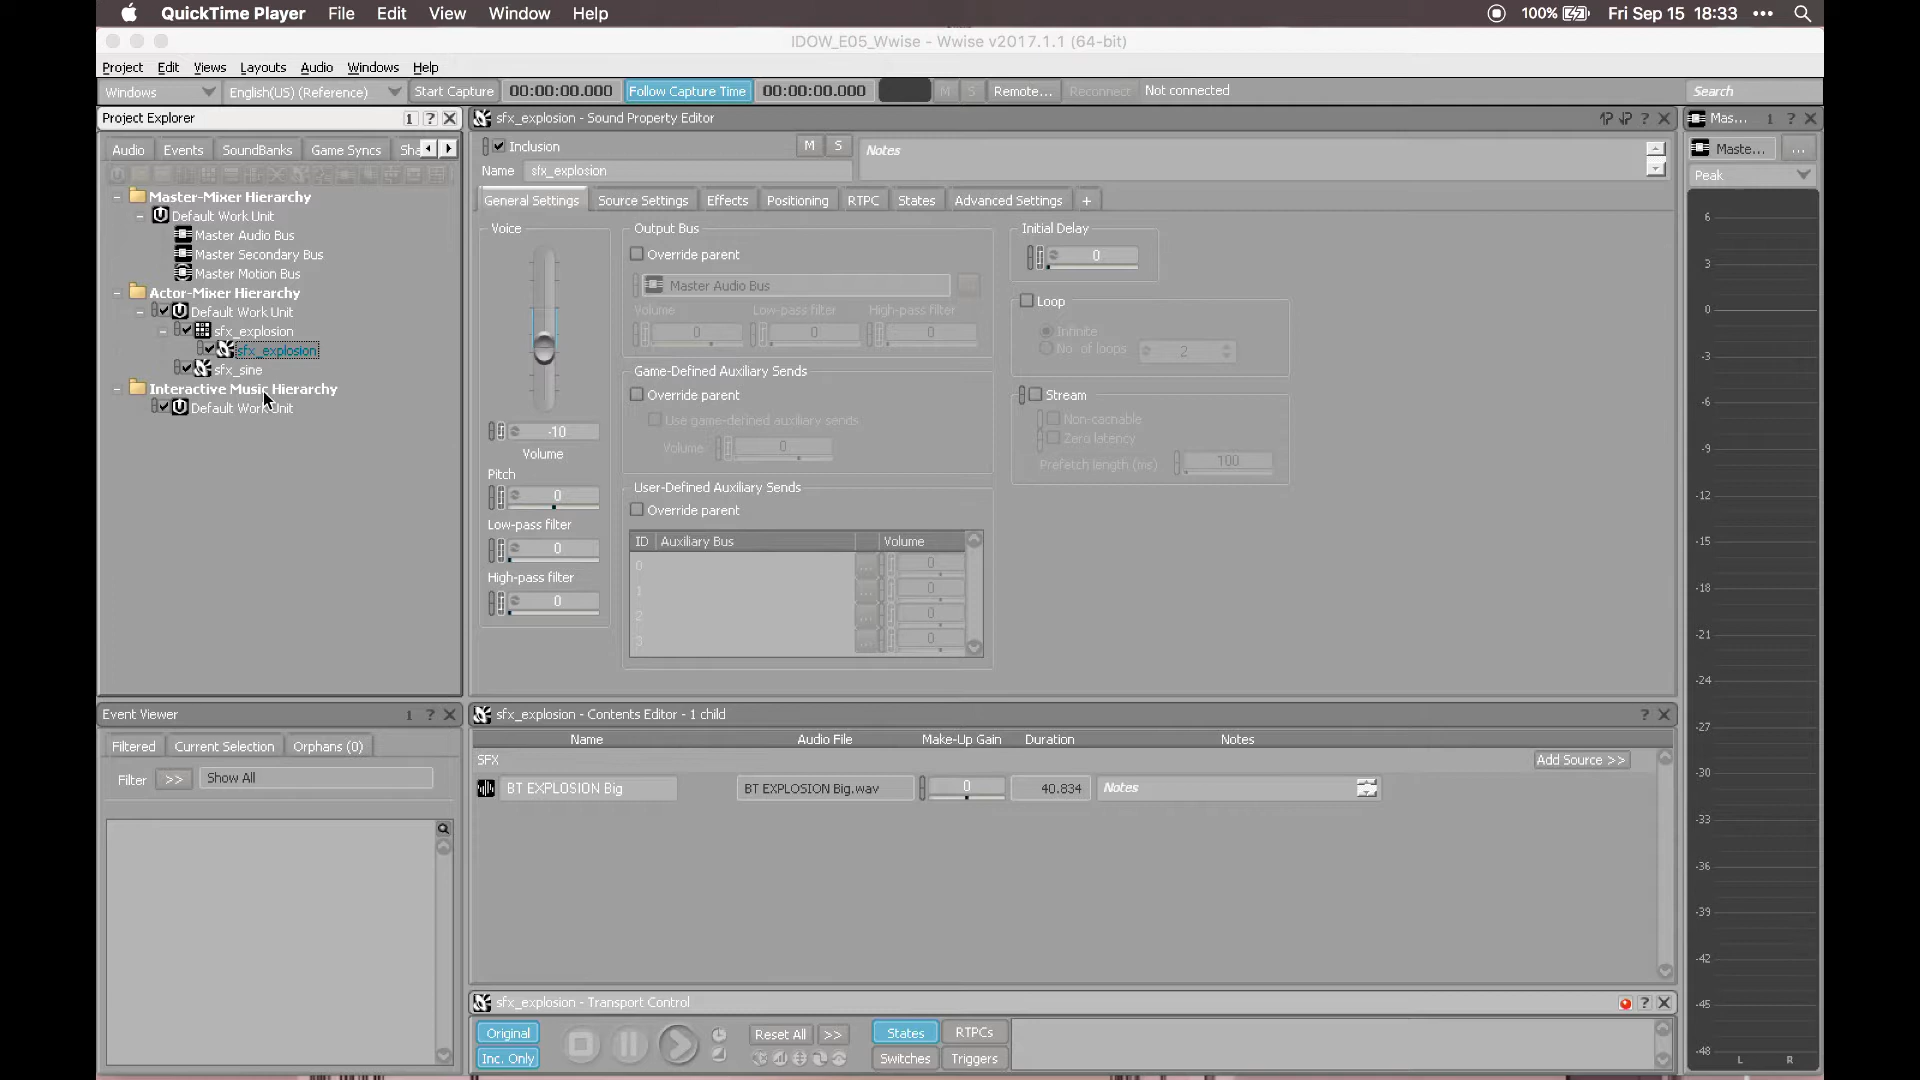 QuickTime Player File Edit View Window Help 100% Fri Sep 15 18:33
IDOW_E05_Wwise - Wwise v2017.1.1 (64-bit)
Project Edit Views Layouts Audio Windows Help
Windows English(US) (Reference) Start Capture 00:00:00.000 Follow Capture Time 00:00:00.000 M S Remote... Reconnect Not connected Search
Project Explorer
Audio Events SoundBanks Game Syncs Sha
Master-Mixer Hierarchy
Default Work Unit
Master Audio Bus
Master Secondary Bus
Master Motion Bus
Actor-Mixer Hierarchy
Default Work Unit
sfx_explosion
sfx_explosion
sfx_sine
Interactive Music Hierarchy
Default Work Unit
sfx_explosion - Sound Property Editor
Inclusion M S Notes
Name sfx_explosion
General Settings Source Settings Effects Positioning RTPC States Advanced Settings +
Voice
-10
Volume
Pitch
0
Low-pass filter
0
High-pass filter
0
Output Bus
Override parent
Master Audio Bus
Volume Low-pass filter High-pass filter
0 0 0
Game-Defined Auxiliary Sends
Override parent
Use game-defined auxiliary sends
Volume 0
User-Defined Auxiliary Sends
Override parent
ID Auxiliary Bus Volume
0 ... 0
1 ... 0
2 ... 0
3 ... 0
Initial Delay
0
Loop
Infinite
No. of loops 2
Stream
Non-cachable
Zero latency
Prefetch length (ms) 100
Mas...
Maste... ...
Peak
6
3
0
-3
-6
-9
-12
-15
-18
-21
-24
-27
-30
-33
-36
-39
-42
-45
-48
L R
Event Viewer
Filtered Current Selection Orphans (0)
Filter >> Show All
sfx_explosion - Contents Editor - 1 child
Name Audio File Make-Up Gain Duration Notes
SFX Add Source >>
BT EXPLOSION Big BT EXPLOSION Big.wav 0 40.834 Notes
sfx_explosion - Transport Control
Original Reset All >> States RTPCs
Inc. Only Switches Triggers